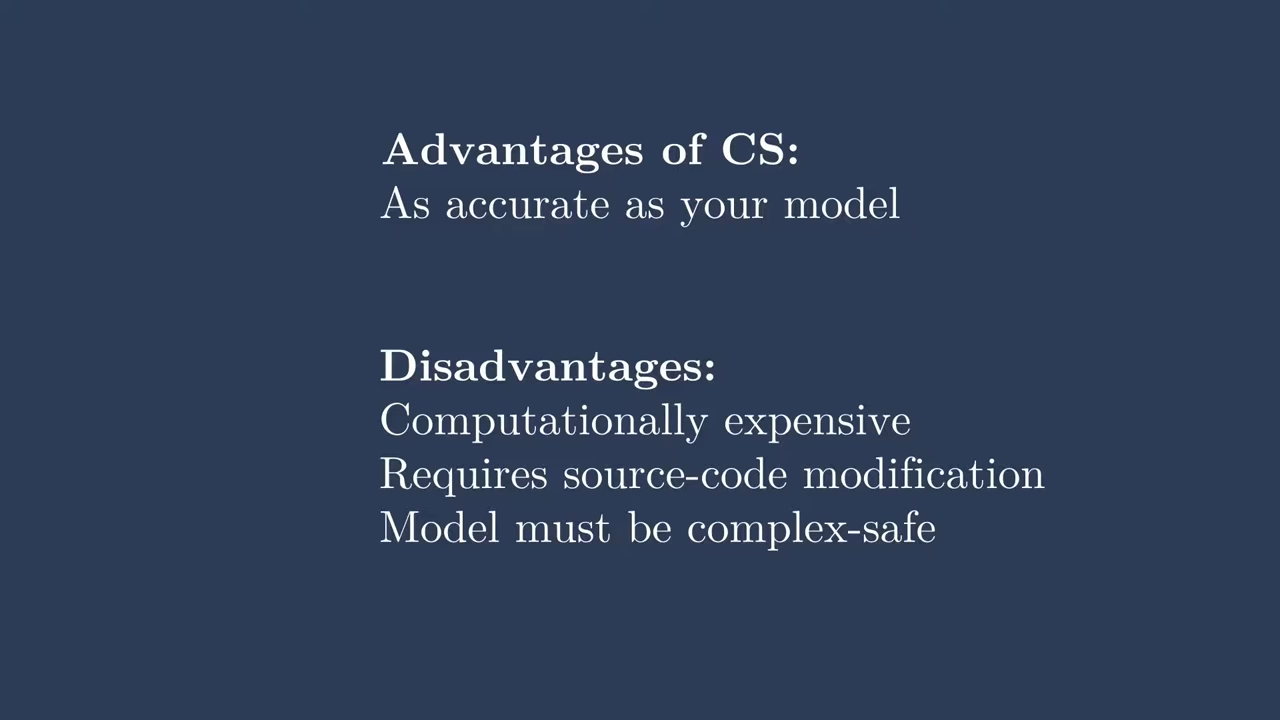 Advantages of CS:
As accurate as your model
Disadvantages:
Computationally expensive
Requires source-code modification
Model must be complex-safe